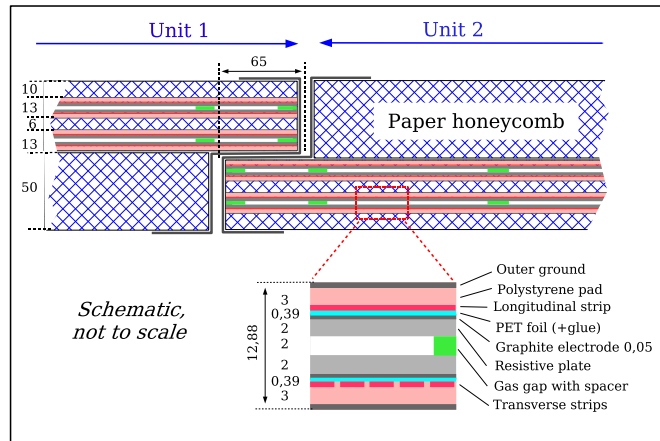 Unit 1
Unit 2
65
10
13
6
13
50
Paper honeycomb
Schematic,
not to scale
12,88
3
0,39
2
2
2
0,39
3
Outer ground
Polystyrene pad
Longitudinal strip
PET foil (+glue)
Graphite electrode 0,05
Resistive plate
Gas gap with spacer
Transverse strips